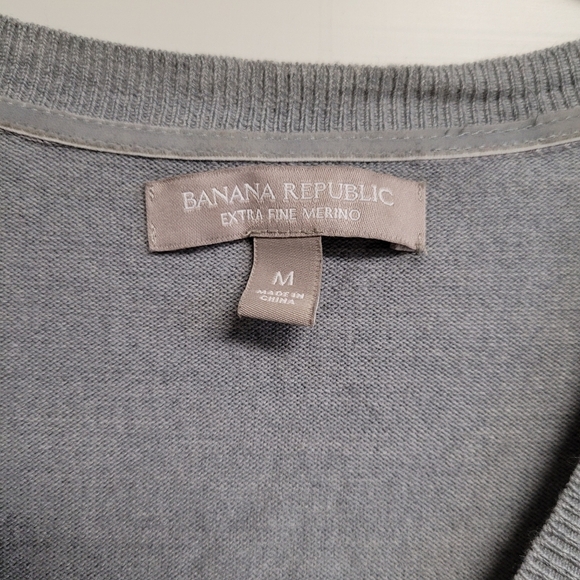 BANANA REPUBLIC
EXTRA FINE MERINO
M
MADE IN
CHINA